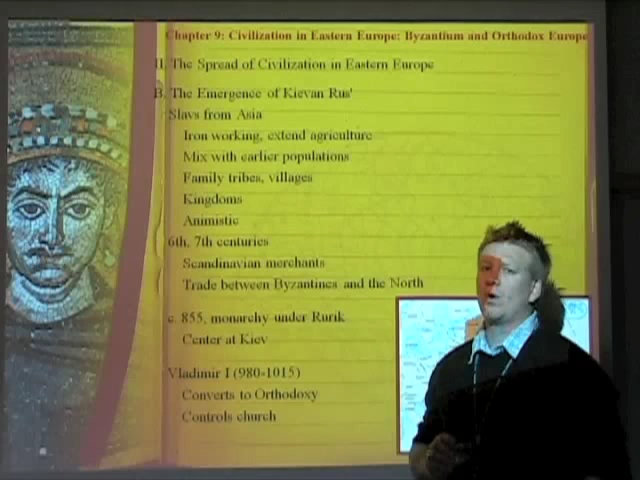 Chapter 9: Civilization in Eastern Europe: Byzantium and Orthodox Europe
II. The Spread of Civilization in Eastern Europe
B. The Emergence of Kievan Rus'
Slavs from Asia
Iron working, extend agriculture
Mix with earlier populations
Family tribes, villages
Kingdoms
Animistic
6th, 7th centuries
Scandinavian merchants
Trade between Byzantines and the North
c. 855, monarchy under Rurik
Center at Kiev
Vladimir I (980-1015)
Converts to Orthodoxy
Controls church